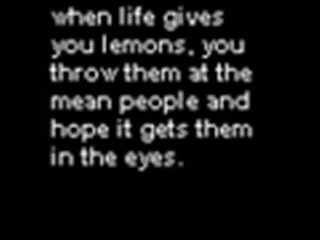 when life gives
you lemons, you
throw them at the
mean people and
hope it gets them
in the eyes.